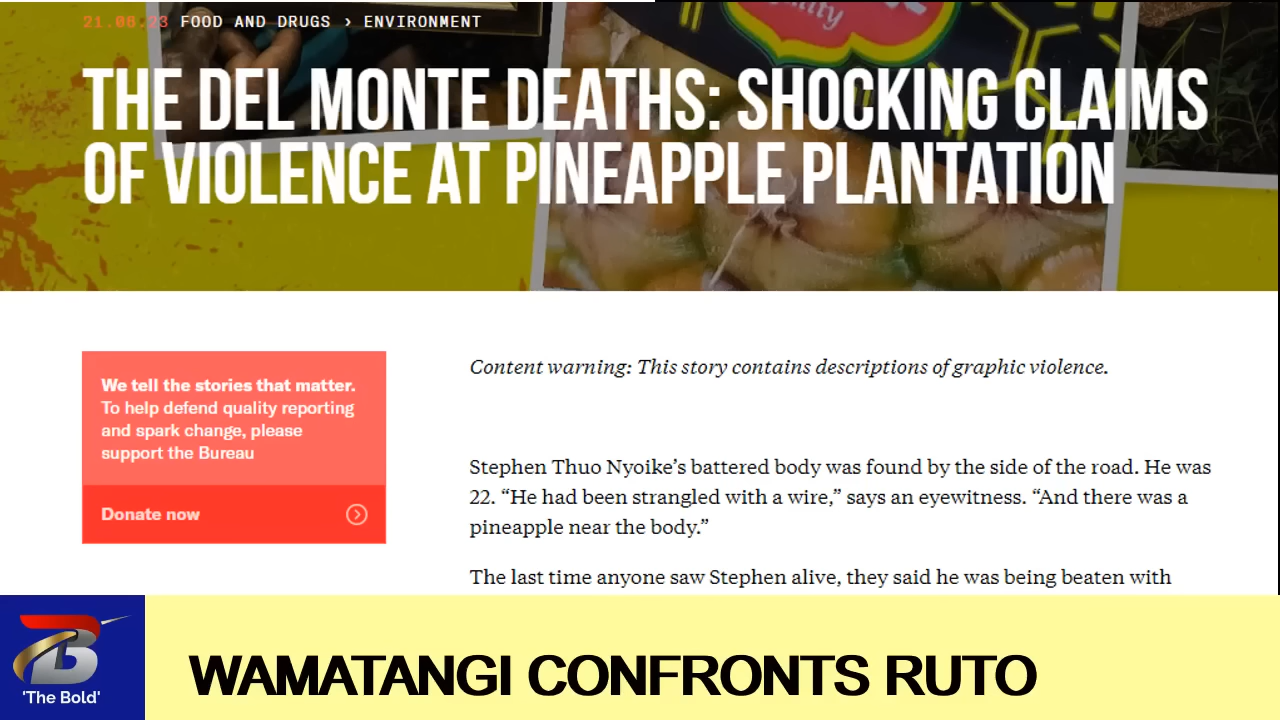 21.06.23 FOOD AND DRUGS › ENVIRONMENT
THE DEL MONTE DEATHS: SHOCKING CLAIMS
OF VIOLENCE AT PINEAPPLE PLANTATION
We tell the stories that matter.
To help defend quality reporting
and spark change, please
support the Bureau
Donate now
Content warning: This story contains descriptions of graphic violence.
Stephen Thuo Nyoike’s battered body was found by the side of the road. He was
22. “He had been strangled with a wire,” says an eyewitness. “And there was a
pineapple near the body.”
The last time anyone saw Stephen alive, they said he was being beaten with
B
'The Bold'
WAMATANGI CONFRONTS RUTO